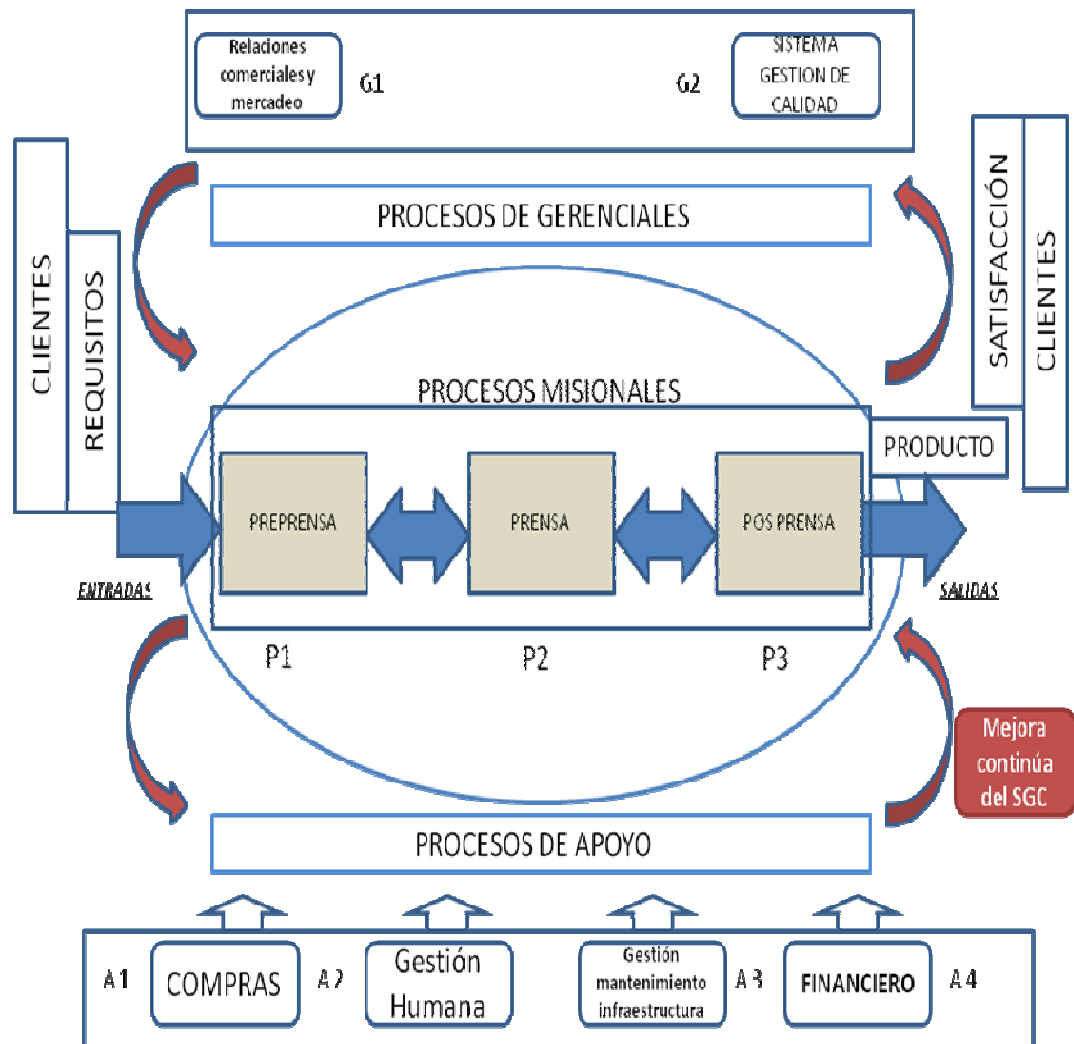 Relaciones
comerciales y
mercadeo
G1
G2
SISTEMA
GESTION DE
CALIDAD
CLIENTES
REQUISITOS
PROCESOS DE GERENCIALES
SATISFACCIÓN
CLIENTES
PROCESOS MISIONALES
PRODUCTO
PREPRENSA
PRENSA
POS PRENSA
ENTRADAS
SALIDAS
P1
P2
P3
Mejora
continúa
del SGC
PROCESOS DE APOYO
A1
COMPRAS
A2
Gestión
Humana
Gestión
mantenimiento
infraestructura
A3
FINANCIERO
A4